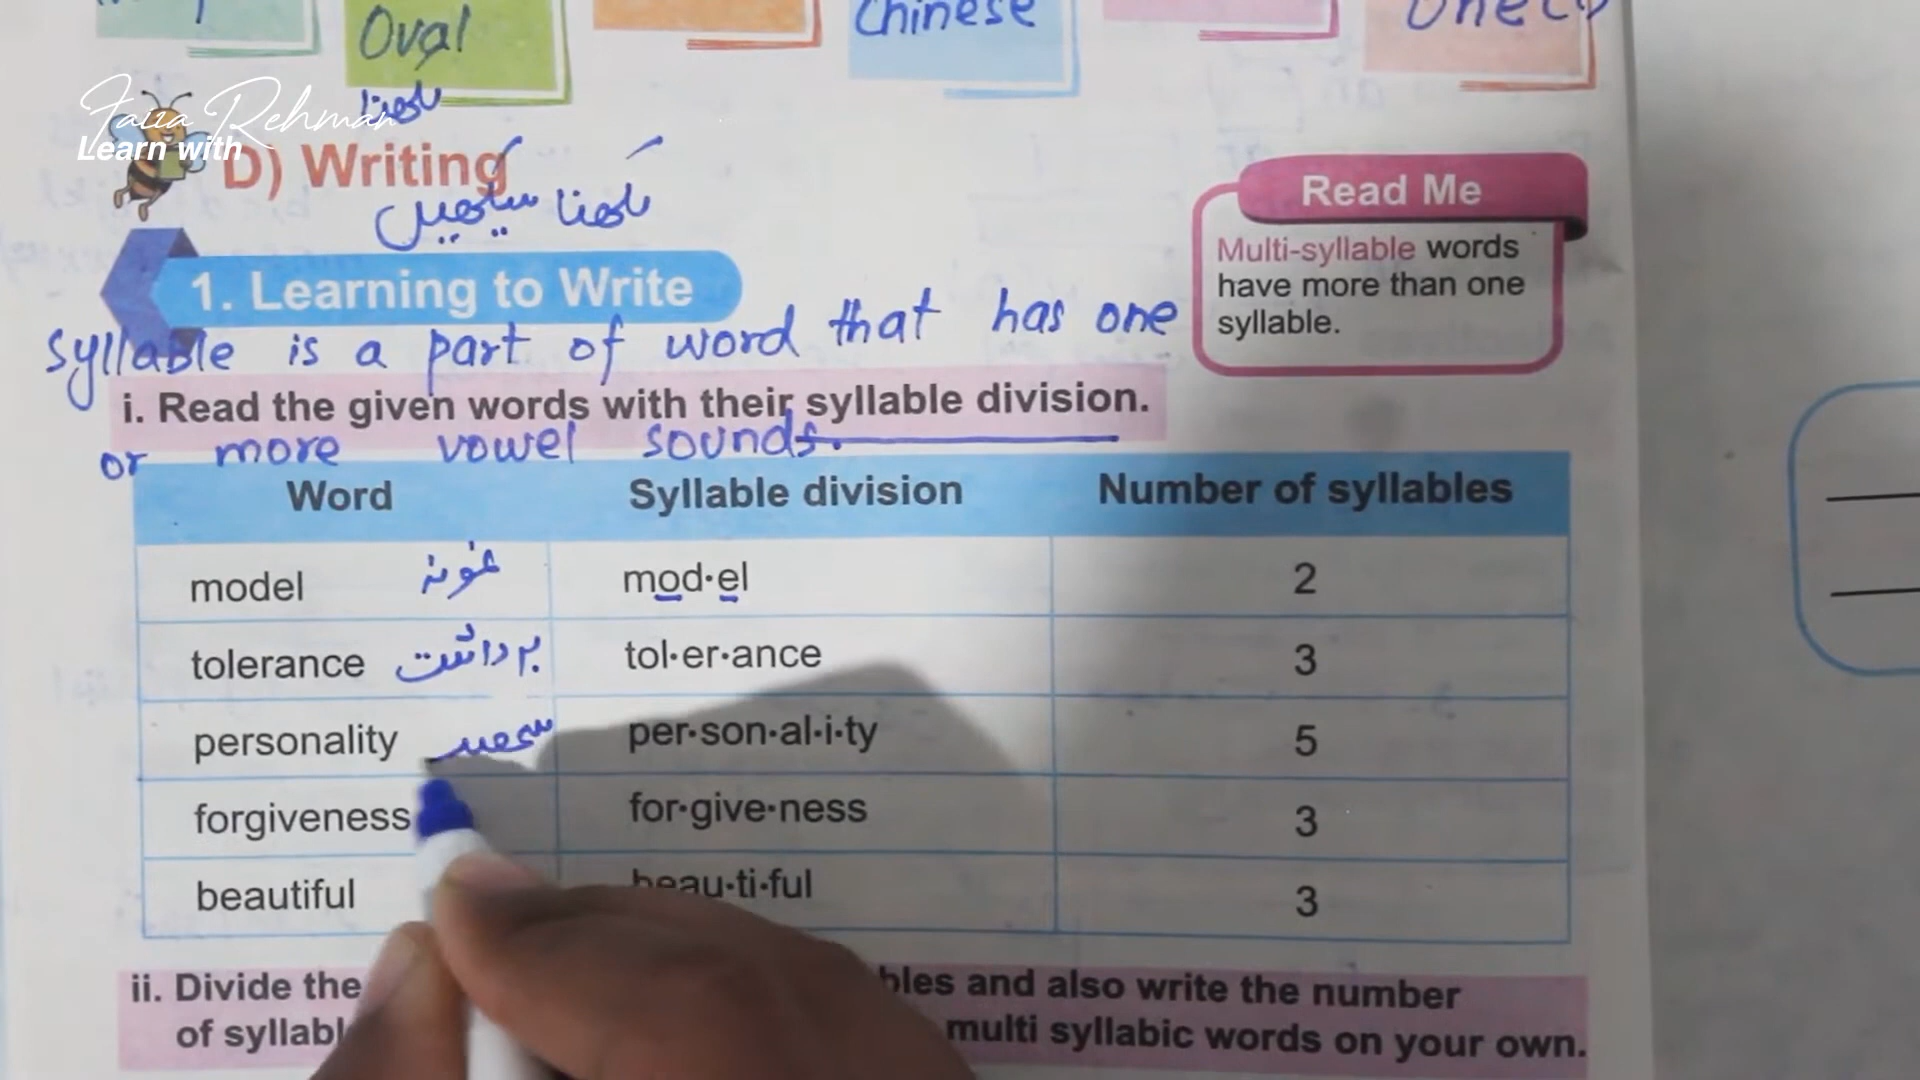 Oval
Chinese
لکھنا
Faiza Rehman
Learn with
D) Writing
لکھنا سیکھیں
Read Me
Multi-syllable words
have more than one
syllable.
1. Learning to Write
syllable is a part of word that has one
i. Read the given words with their syllable division.
or more vowel sounds.
Word Syllable division Number of syllables
model نمونہ mod·el 2
tolerance برداشت tol·er·ance 3
personality per·son·al·i·ty 5
forgiveness for·give·ness 3
beautiful beau·ti·ful 3
ii. Divide the bles and also write the number
of syllabl multi syllabic words on your own.